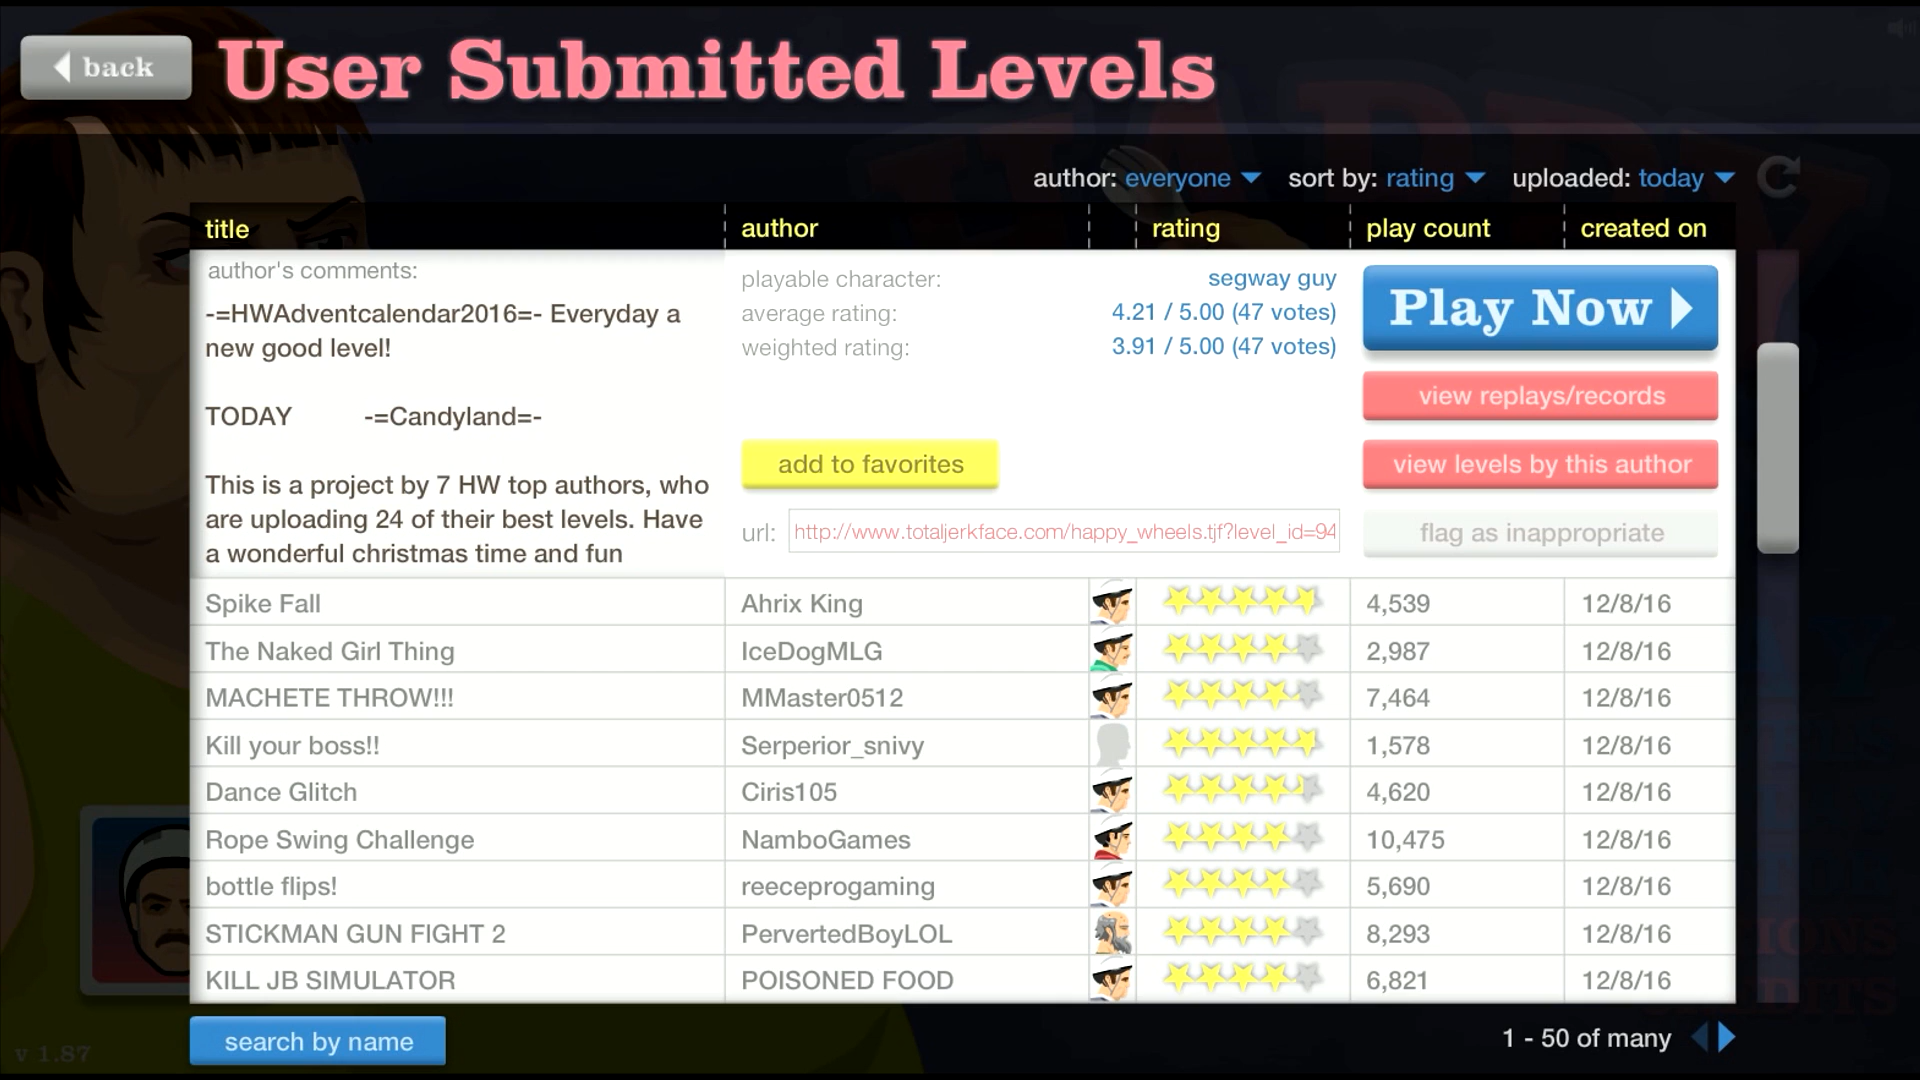 back
User Submitted Levels
author: everyone sort by: rating uploaded: today
title author rating play count created on
author's comments:
-=HWAdventcalendar2016=- Everyday a
new good level!
TODAY -=Candyland=-
This is a project by 7 HW top authors, who
are uploading 24 of their best levels. Have
a wonderful christmas time and fun
playable character: segway guy
average rating: 4.21 / 5.00 (47 votes)
weighted rating: 3.91 / 5.00 (47 votes)
add to favorites
url: http://www.totaljerkface.com/happy_wheels.tjf?level_id=94
Play Now
view replays/records
view levels by this author
flag as inappropriate
Spike Fall Ahrix King 4,539 12/8/16
The Naked Girl Thing IceDogMLG 2,987 12/8/16
MACHETE THROW!!! MMaster0512 7,464 12/8/16
Kill your boss!! Serperior_snivy 1,578 12/8/16
Dance Glitch Ciris105 4,620 12/8/16
Rope Swing Challenge NamboGames 10,475 12/8/16
bottle flips! reeceprogaming 5,690 12/8/16
STICKMAN GUN FIGHT 2 PervertedBoyLOL 8,293 12/8/16
KILL JB SIMULATOR POISONED FOOD 6,821 12/8/16
search by name
1 - 50 of many
v 1.87